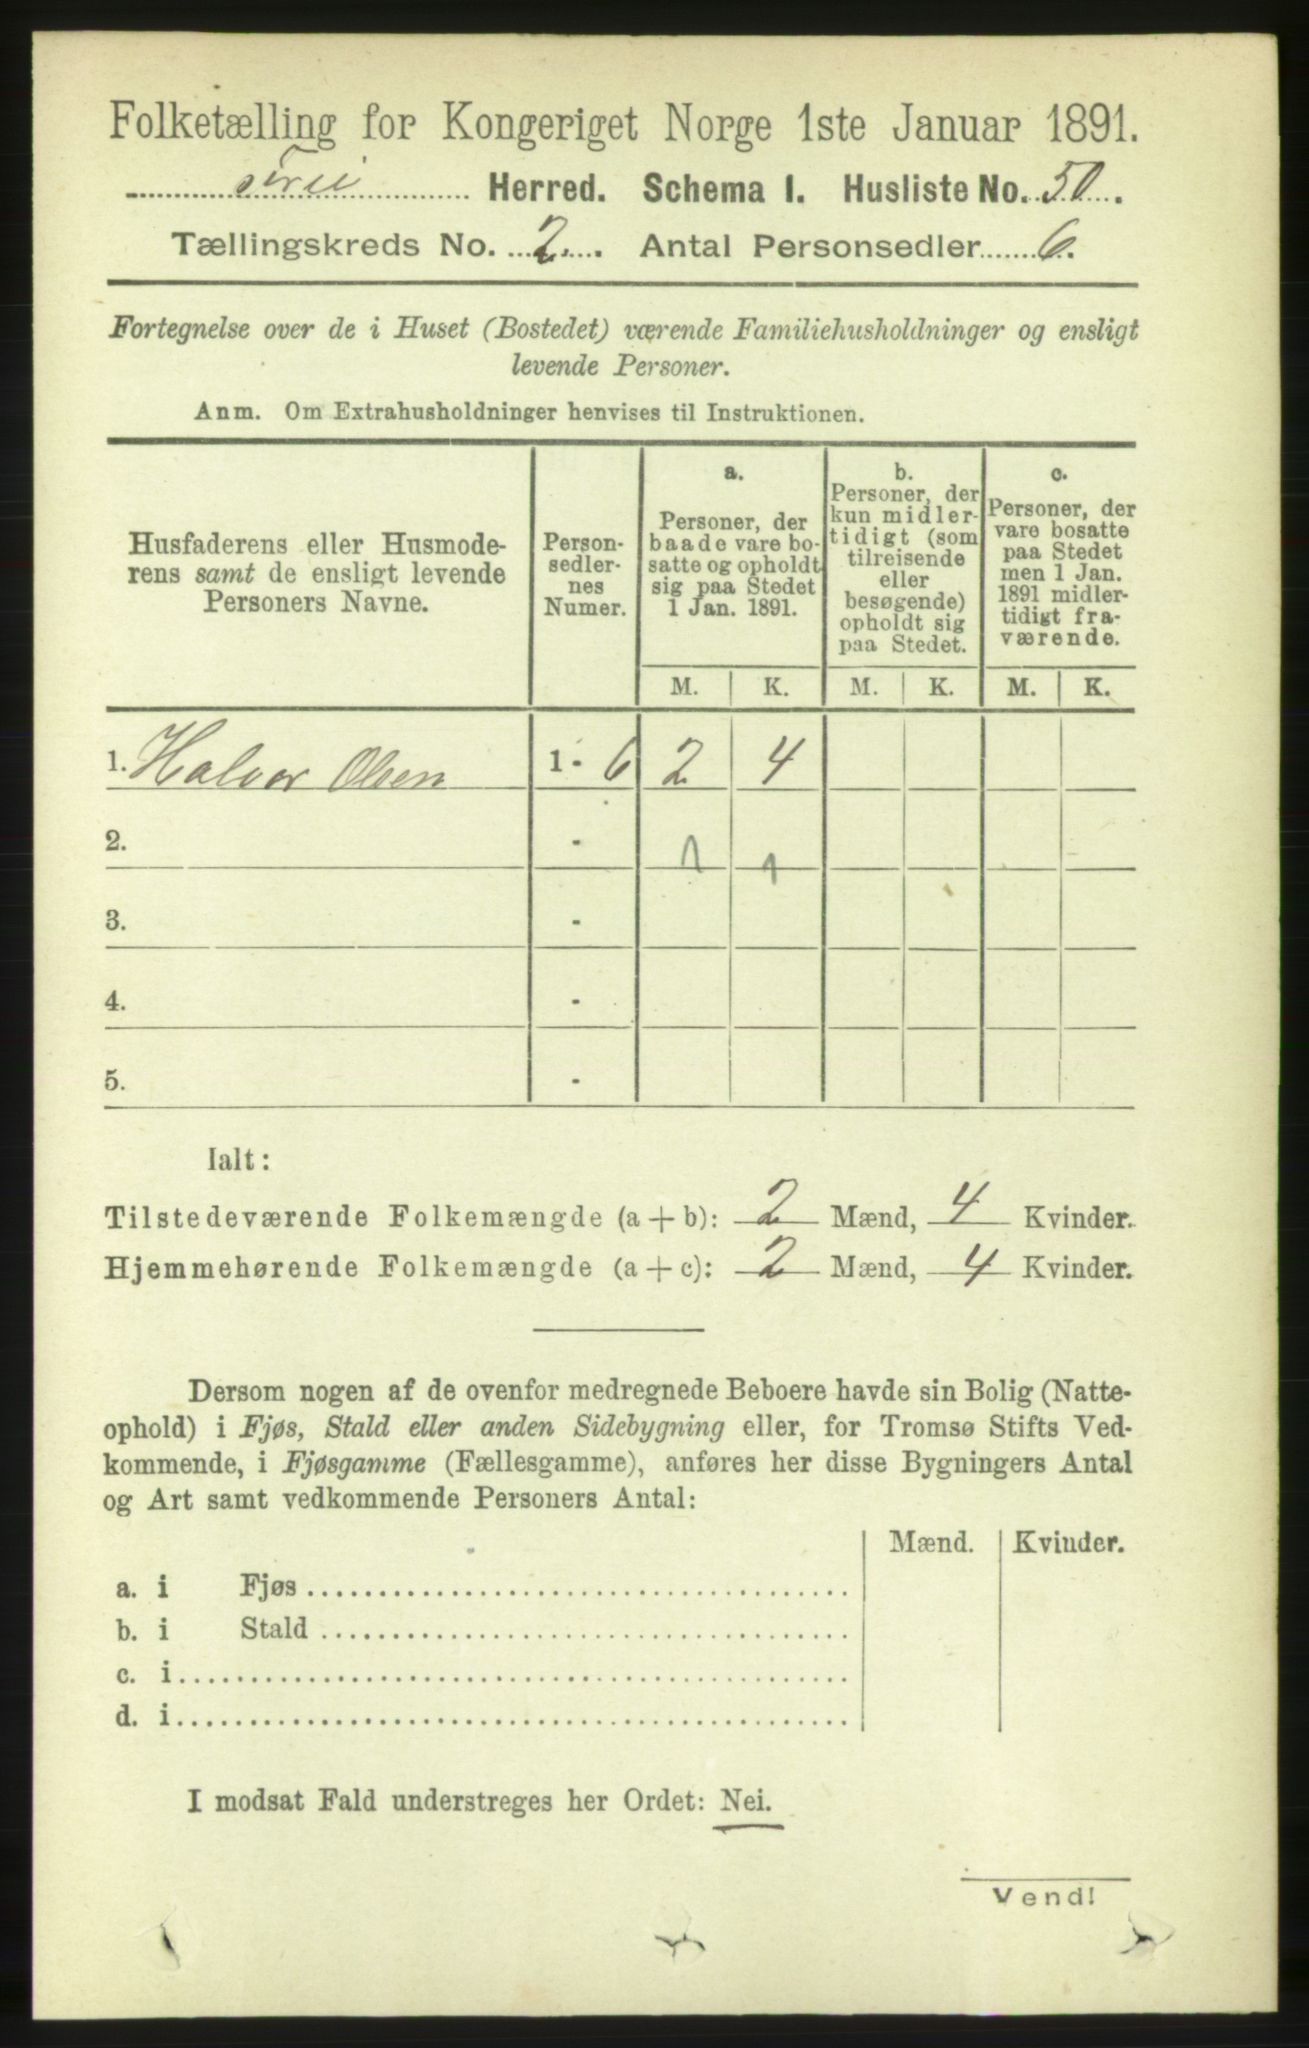 Folketælling for Kongeriget Norge 1ste Januar 1891.
Herred. Schema I. Husliste No. 50.
Tællingskreds No. 2. Antal Personsedler 6.
Fortegnelse over de i Huset (Bostedet) værende Familiehusholdninger og ensligt
levende Personer.
Anm. Om Extrahusholdninger henvises til Instruktionen.
Husfaderens eller Husmode-
rens samt de ensligt levende
Personers Navne.
Person-
sedler-
nes
Numer.
a.
Personer, der
baade vare bo-
satte og opholdt
sig paa Stedet
1 Jan. 1891.
b.
Personer, der
kun midler-
tidigt (som
tilreisende
eller
besøgende)
opholdt sig
paa Stedet.
c.
Personer, der
vare bosatte
paa Stedet
men 1 Jan.
1891 midler-
tidigt fra-
værende.
M. K. M. K. M. K.
1. Halvor Olsen 1 - 6 2 4
2. - 1 1
3. -
4. -
5. -
Ialt:
Tilstedeværende Folkemængde (a + b): 2 Mænd, 4 Kvinder.
Hjemmehørende Folkemængde (a + c): 2 Mænd, 4 Kvinder.
Dersom nogen af de ovenfor medregnede Beboere havde sin Bolig (Natte-
ophold) i Fjøs, Stald eller anden Sidebygning eller, for Tromsø Stifts Ved-
kommende, i Fjøsgamme (Fællesgamme), anføres her disse Bygningers Antal
og Art samt vedkommende Personers Antal:
Mænd. Kvinder.
a. i Fjøs
b. i Stald
c. i
d. i
I modsat Fald understreges her Ordet: Nei.
Vend!